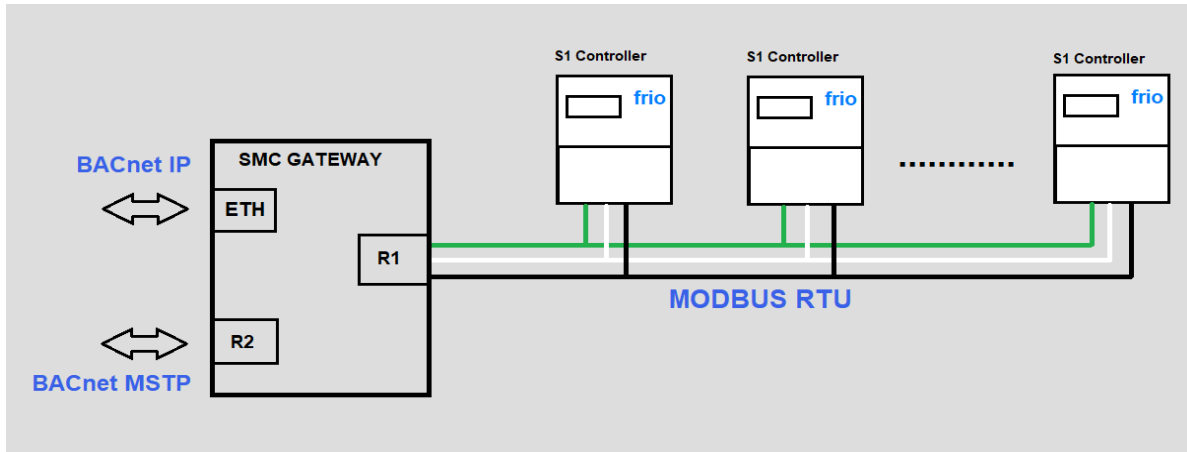 S1 Controller
S1 Controller
S1 Controller
frio
frio
frio
SMC GATEWAY
BACnet IP
ETH
R1
MODBUS RTU
R2
BACnet MSTP